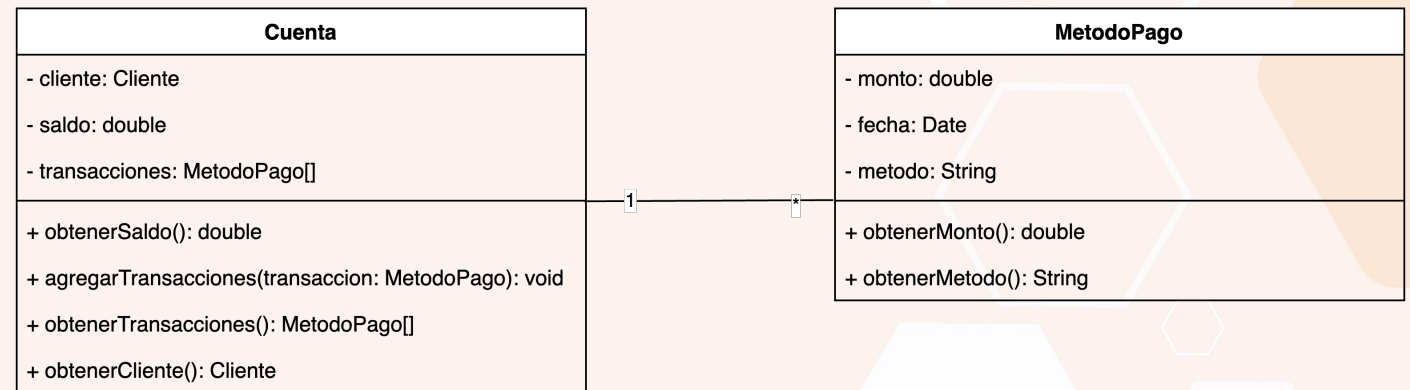 Cuenta
- cliente: Cliente
- saldo: double
- transacciones: MetodoPago[]
+ obtenerSaldo(): double
+ agregarTransacciones(transaccion: MetodoPago): void
+ obtenerTransacciones(): MetodoPago[]
+ obtenerCliente(): Cliente
1
*
MetodoPago
- monto: double
- fecha: Date
- metodo: String
+ obtenerMonto(): double
+ obtenerMetodo(): String